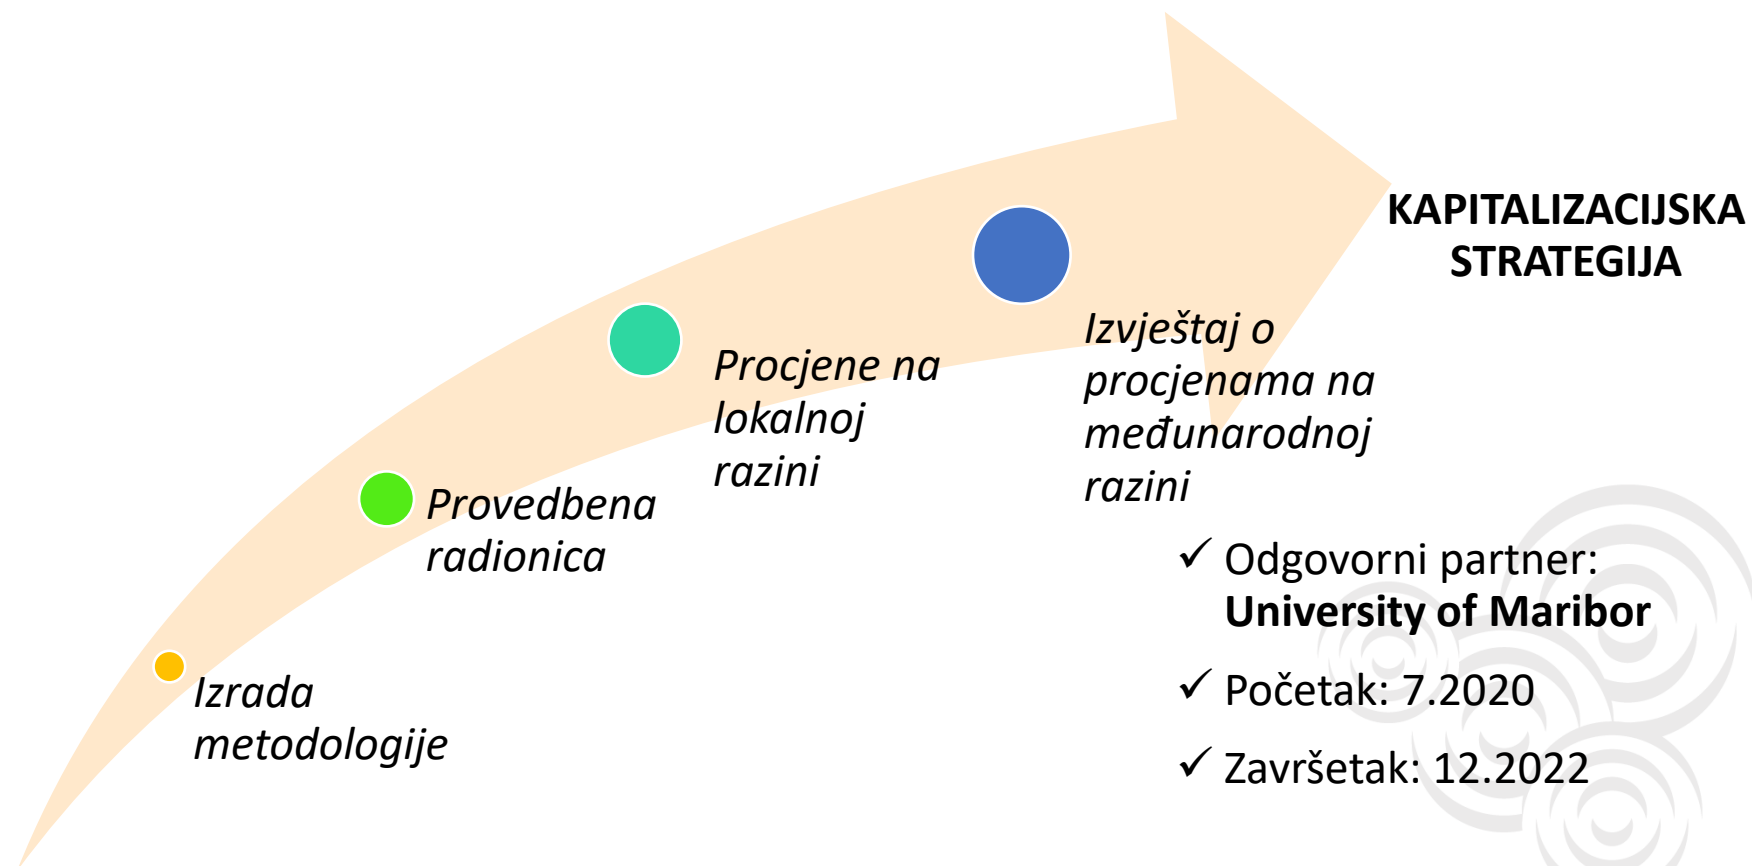 KAPITALIZACIJSKA
STRATEGIJA
Izvještaj o
procjenama na
međunarodnoj
razini
Procjene na
lokalnoj
razini
Provedbena
radionica
Izrada
metodologije
✓ Odgovorni partner:
University of Maribor
✓ Početak: 7.2020
✓ Završetak: 12.2022